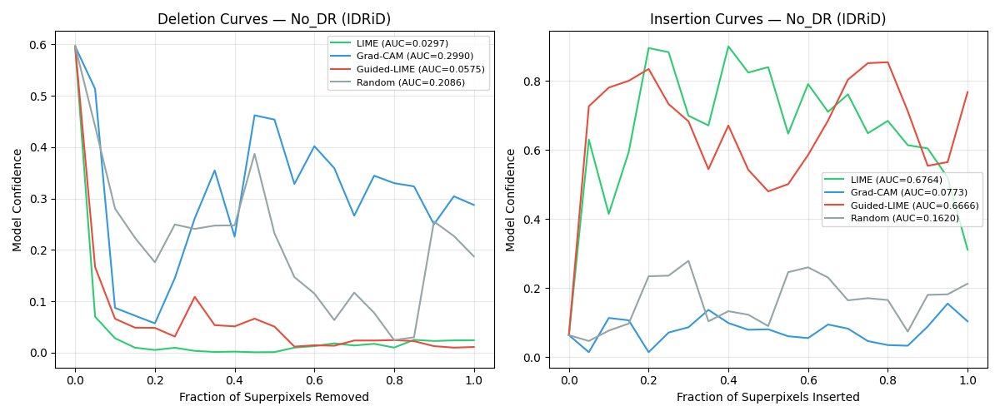 Deletion Curves — No_DR (IDRiD)
LIME (AUC=0.0297)
Grad-CAM (AUC=0.2990)
Guided-LIME (AUC=0.0575)
Random (AUC=0.2086)
Model Confidence
0.6
0.5
0.4
0.3
0.2
0.1
0.0
0.0 0.2 0.4 0.6 0.8 1.0
Fraction of Superpixels Removed
Insertion Curves — No_DR (IDRiD)
LIME (AUC=0.6764)
Grad-CAM (AUC=0.0773)
Guided-LIME (AUC=0.6666)
Random (AUC=0.1620)
Model Confidence
0.8
0.6
0.4
0.2
0.0
0.0 0.2 0.4 0.6 0.8 1.0
Fraction of Superpixels Inserted